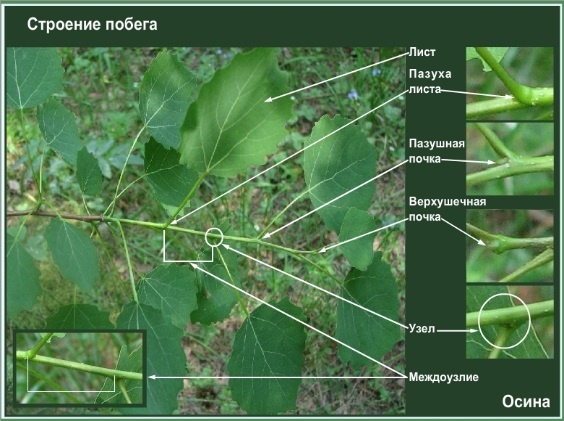 Строение побега
Лист
Пазуха
листа
Пазушная
почка
Верхушечная
почка
Узел
Междоузлие
Осина